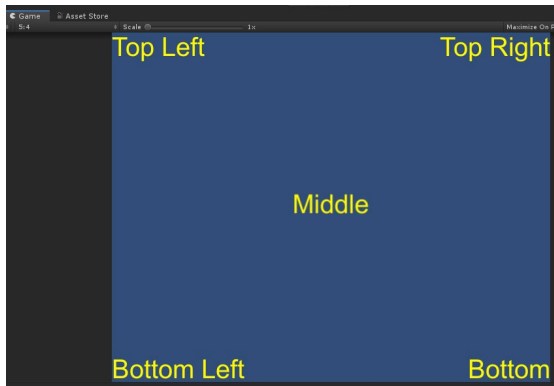 Game Asset Store
5:4 Scale 1x Maximize On P
Top Left Top Right
Middle
Bottom Left Bottom